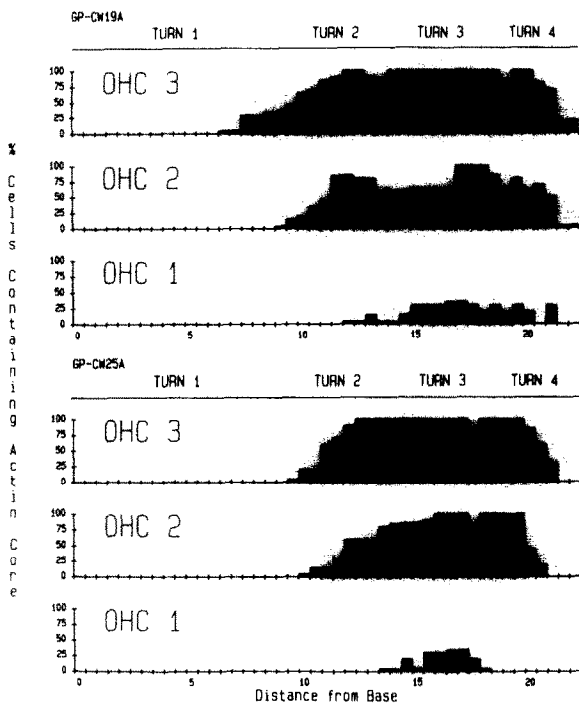 GP-CW19A
TURN 1 TURN 2 TURN 3 TURN 4
% Cells Containing Actin Core
100
75
50
25
0
OHC 3
100
75
50
25
0
OHC 2
100
75
50
25
0
OHC 1
0 5 10 15 20
GP-CW25A
TURN 1 TURN 2 TURN 3 TURN 4
100
75
50
25
0
OHC 3
100
75
50
25
0
OHC 2
100
75
50
25
0
OHC 1
0 5 10 15 20
Distance from Base